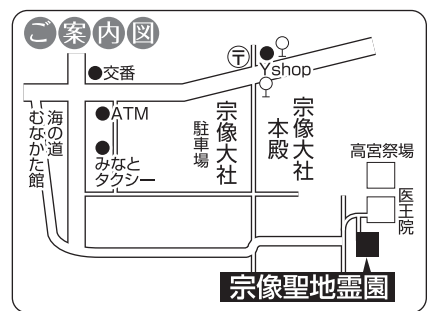 ご案内図
交番
〒
Yshop
ATM
みなと
タクシー
海の道
むなかた館
宗像大社
駐車場
宗像大社
本殿
高宮祭場
医王院
宗像聖地霊園